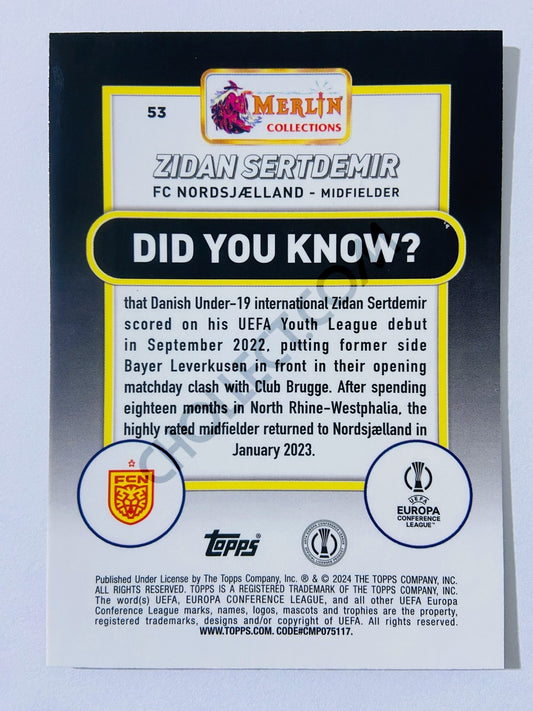 53
MERLIN
COLLECTIONS
ZIDAN SERTDEMIR
FC NORDSJÆLLAND - MIDFIELDER
DID YOU KNOW?
that Danish Under-19 international Zidan Sertdemir
scored on his UEFA Youth League debut
in September 2022, putting former side
Bayer Leverkusen in front in their opening
matchday clash with Club Brugge. After spending
eighteen months in North Rhine-Westphalia, the
highly rated midfielder returned to Nordsjælland in
January 2023.
CHOLLECT.COM
FCN
UEFA
EUROPA
CONFERENCE
LEAGUE™
topps®
Published Under License by The Topps Company, Inc. ® & © 2024 THE TOPPS COMPANY, INC.
ALL RIGHTS RESERVED. TOPPS IS A REGISTERED TRADEMARK OF THE TOPPS COMPANY, INC.
The word(s) UEFA, EUROPA CONFERENCE LEAGUE, and all other UEFA Europa
Conference League marks, names, logos, mascots and trophies are the property,
registered trademarks, designs and/or copyright of UEFA. All rights reserved.
WWW.TOPPS.COM. CODE#CMP075117.